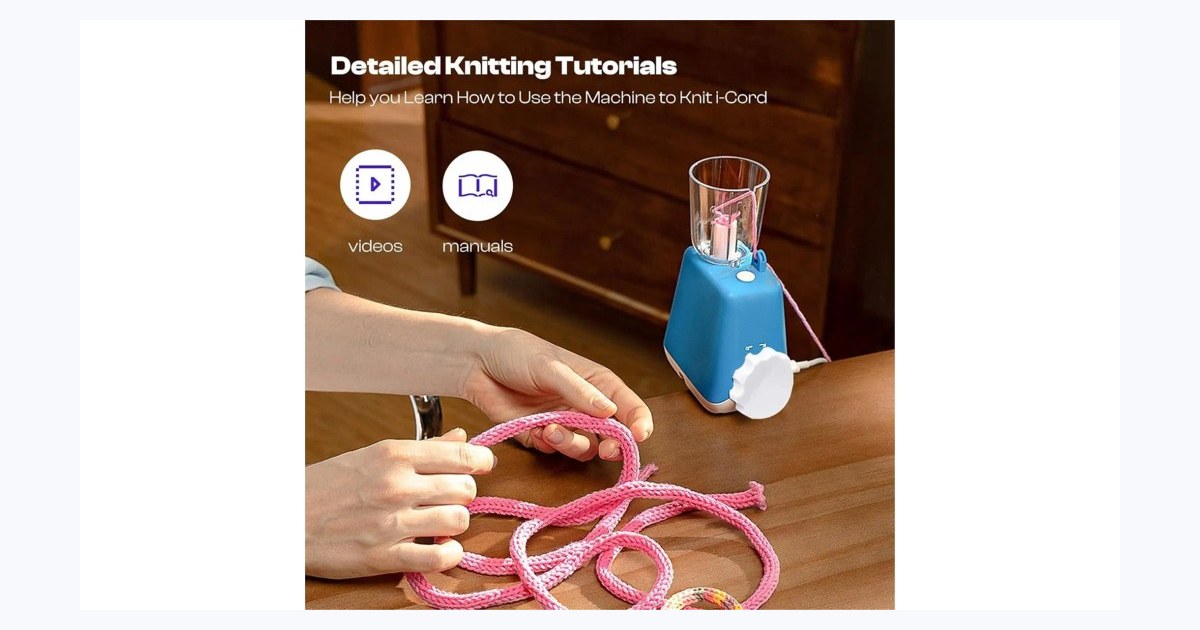 Detailed Knitting Tutorials
Help you Learn How to Use the Machine to Knit i-Cord
videos
manuals